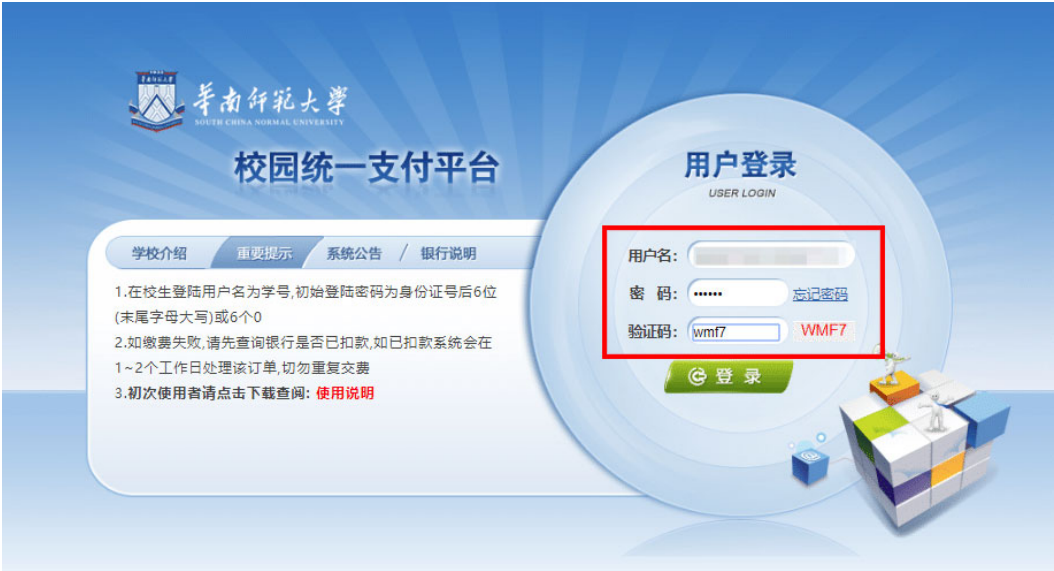 華南師範大學
SOUTH CHINA NORMAL UNIVERSITY
校园统一支付平台
学校介绍 重要提示 系统公告 / 银行说明
1.在校生登陆用户名为学号,初始登陆密码为身份证号后6位
(末尾字母大写)或6个0
2.如缴费失败,请先查询银行是否已扣款,如已扣款系统会在
1~2个工作日处理该订单,切勿重复交费
3.初次使用者请点击下载查阅: 使用说明
用户登录
USER LOGIN
用户名:
密 码: •••••• 忘记密码
验证码: wmf7 WMF7
登 录
@